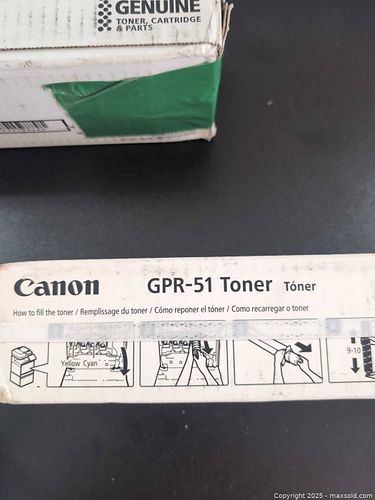 GENUINE
TONER, CARTRIDGE
& PARTS
Canon GPR-51 Toner Tóner
How to fill the toner / Remplissage du toner / Cómo reponer el tóner / Como recarregar o toner
Yellow Cyan
9-10
Copyright 2025 - maxsold.com